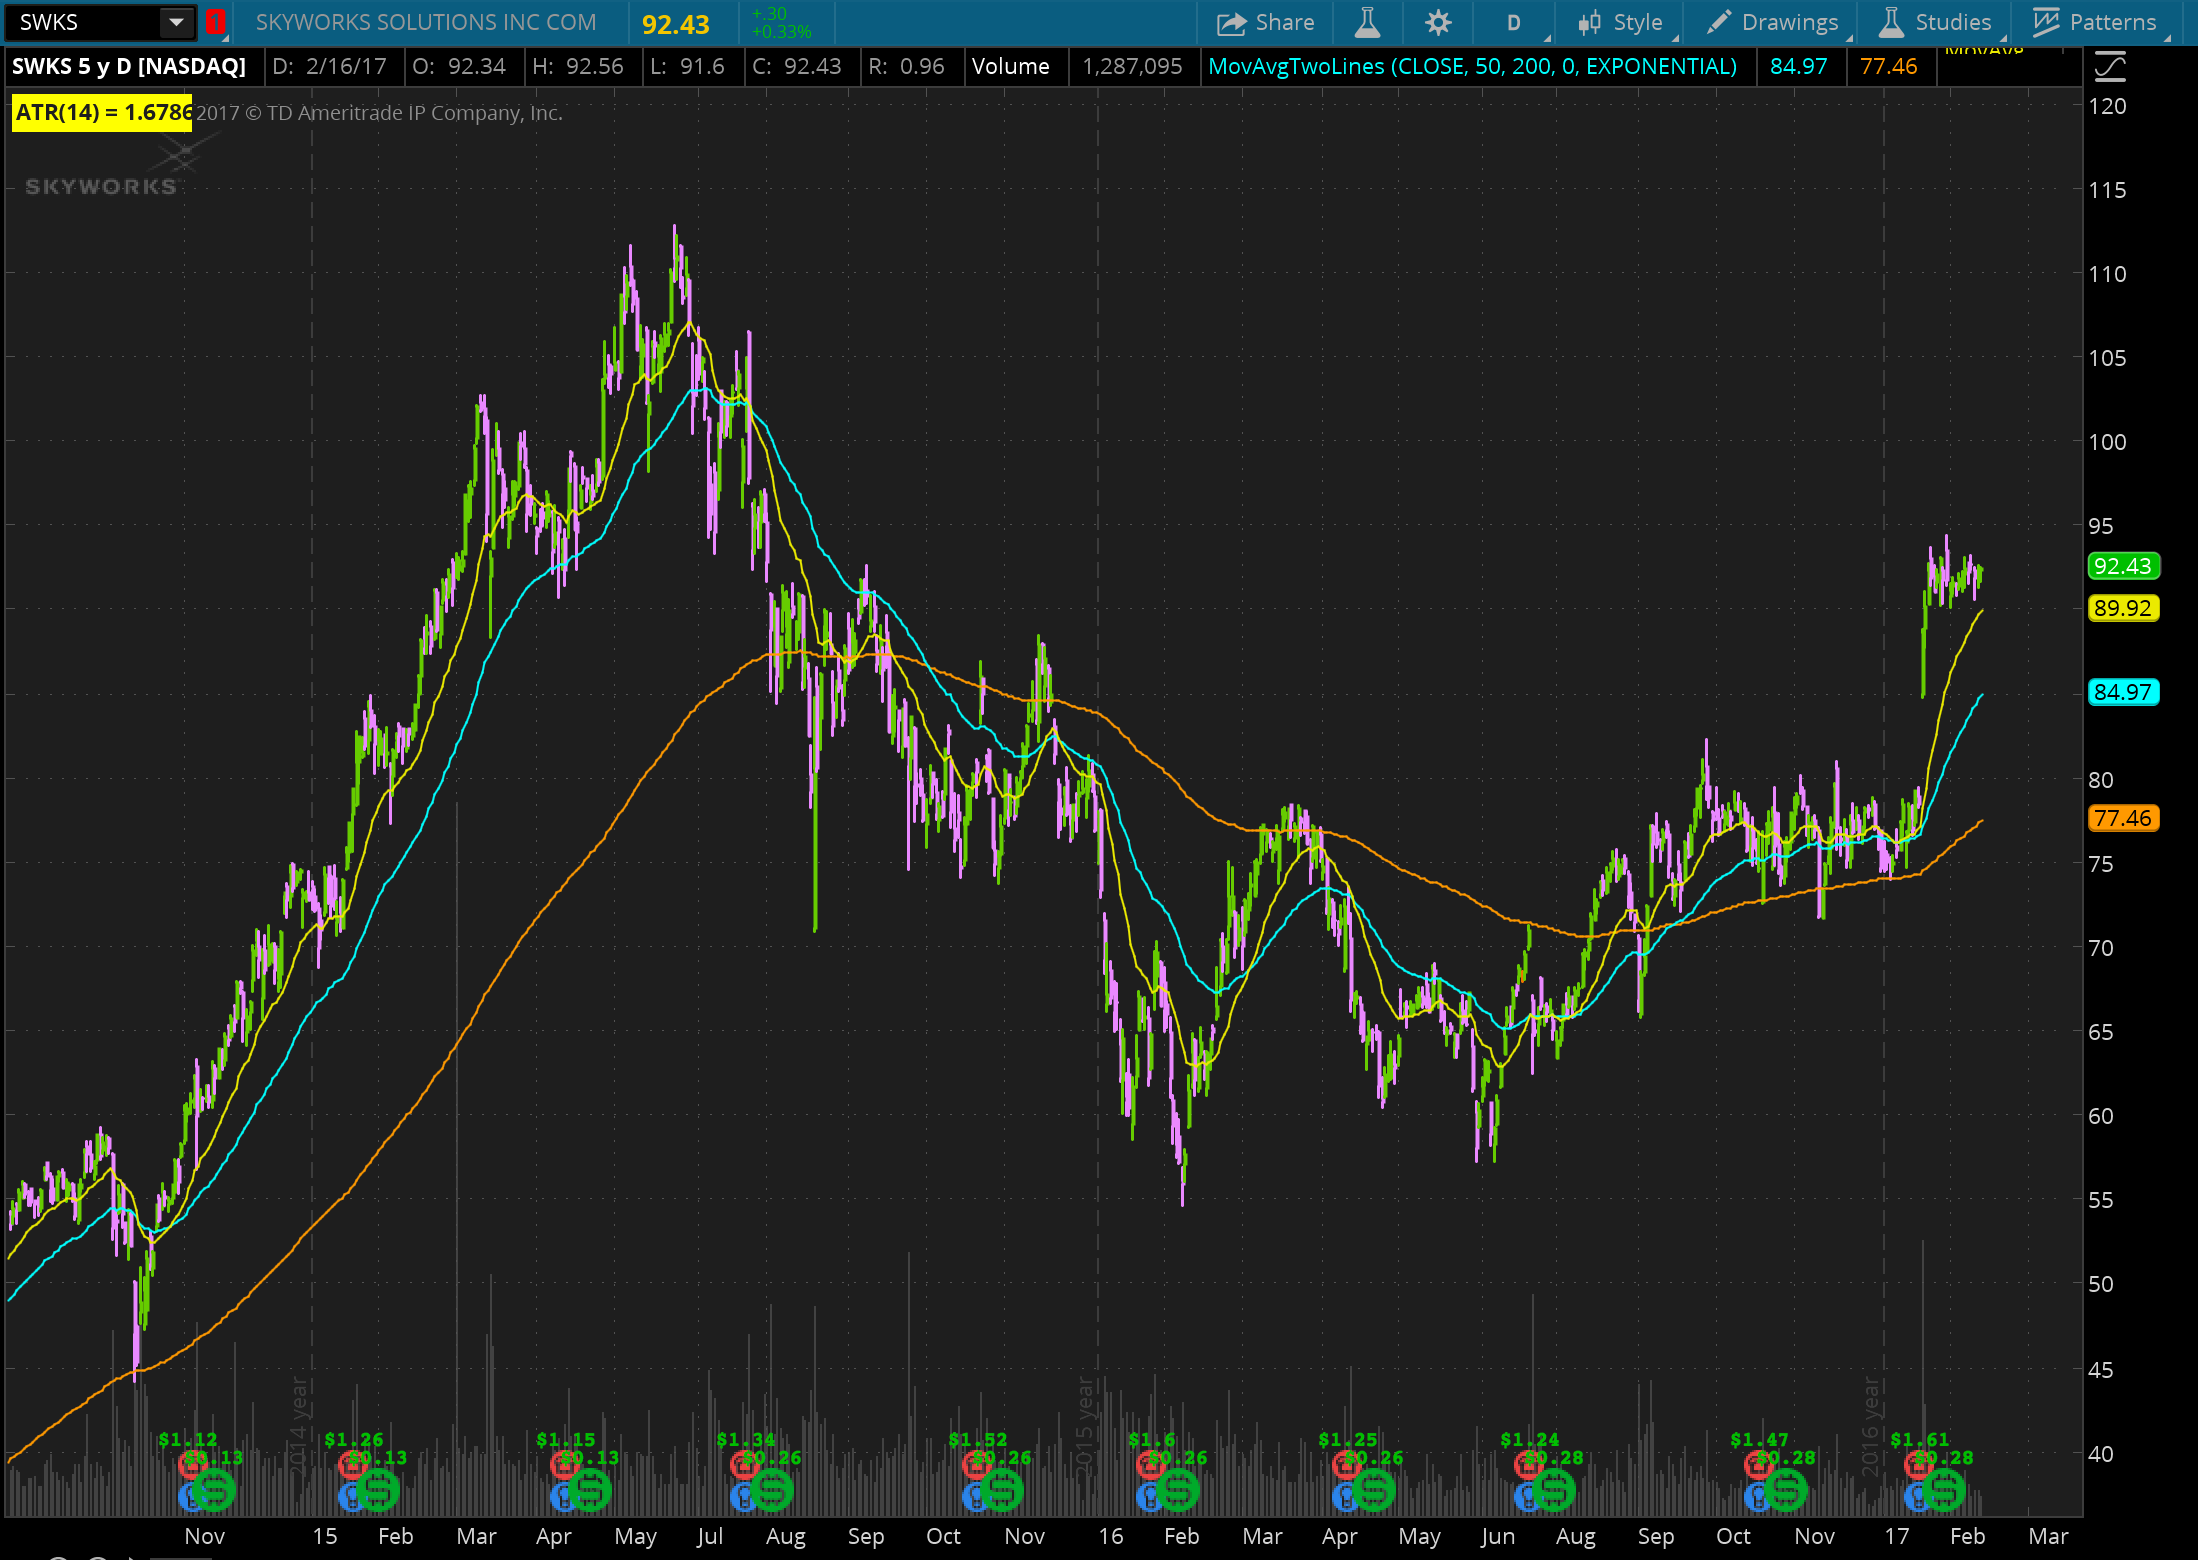 SWKS
1
SKYWORKS SOLUTIONS INC COM
92.43
+.30
+0.33%
Share
D
Style
Drawings
Studies
Patterns
SWKS 5 y D [NASDAQ]
D: 2/16/17
O: 92.34
H: 92.56
L: 91.6
C: 92.43
R: 0.96
Volume
1,287,095
MovAvgTwoLines (CLOSE, 50, 200, 0, EXPONENTIAL)
84.97
77.46
ATR(14) = 1.6786
2017 © TD Ameritrade IP Company, Inc.
SKYWORKS
120
115
110
105
100
95
92.43
89.92
84.97
80
77.46
75
70
65
60
55
50
45
40
2014 year
2015 year
2016 year
$1.12
$0.13
$1.26
$0.13
$1.15
$0.13
$1.34
$0.26
$1.52
$0.26
$1.6
$0.26
$1.25
$0.26
$1.24
$0.28
$1.47
$0.28
$1.61
$0.28
Nov 15 Feb Mar Apr May Jul Aug Sep Oct Nov 16 Feb Mar Apr May Jun Aug Sep Oct Nov 17 Feb Mar